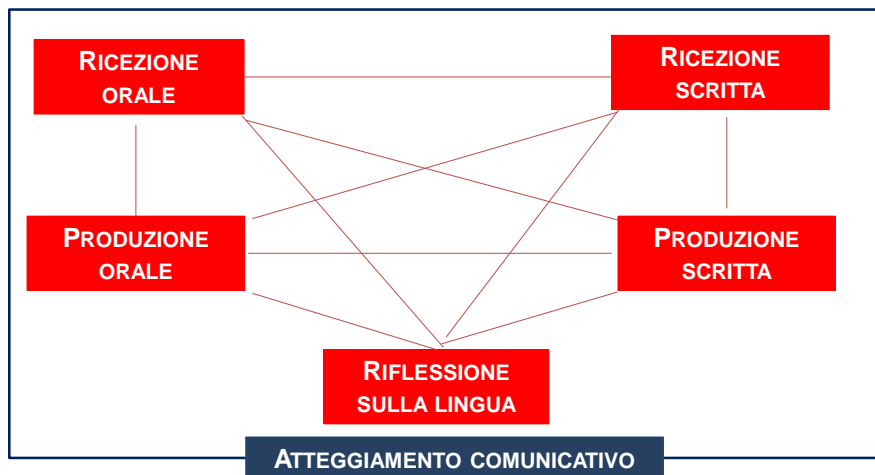 RICEZIONE
ORALE
RICEZIONE
SCRITTA
PRODUZIONE
ORALE
PRODUZIONE
SCRITTA
RIFLESSIONE
SULLA LINGUA
ATTEGGIAMENTO COMUNICATIVO